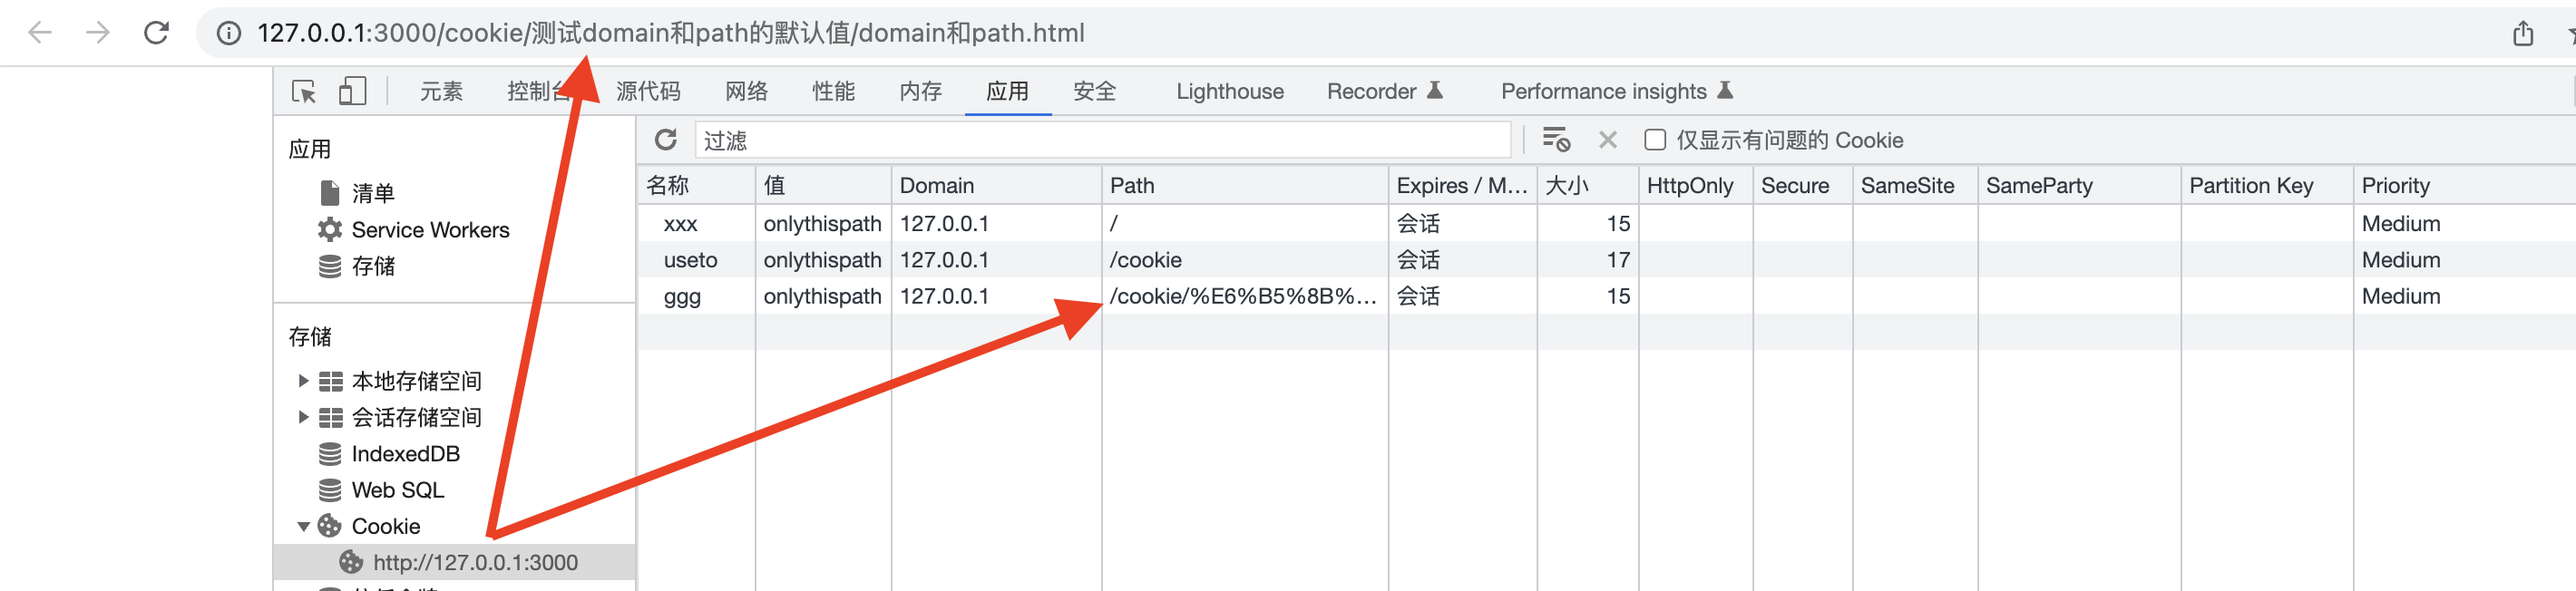 127.0.0.1:3000/cookie/测试domain和path的默认值/domain和path.html
元素 控制台 源代码 网络 性能 内存 应用 安全 Lighthouse Recorder Performance insights
应用
清单
Service Workers
存储
存储
本地存储空间
会话存储空间
IndexedDB
Web SQL
Cookie
http://127.0.0.1:3000
过滤 仅显示有问题的 Cookie
名称 值 Domain Path Expires / M... 大小 HttpOnly Secure SameSite SameParty Partition Key Priority
xxx onlythispath 127.0.0.1 / 会话 15 Medium
useto onlythispath 127.0.0.1 /cookie 会话 17 Medium
ggg onlythispath 127.0.0.1 /cookie/%E6%B5%8B%... 会话 15 Medium